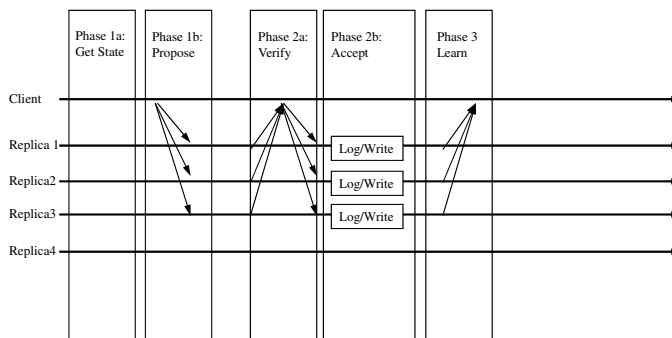 Phase 1a:
Get State
Phase 1b:
Propose
Phase 2a:
Verify
Phase 2b:
Accept
Phase 3
Learn
Client
Replica 1
Log/Write
Replica2
Log/Write
Replica3
Log/Write
Replica4